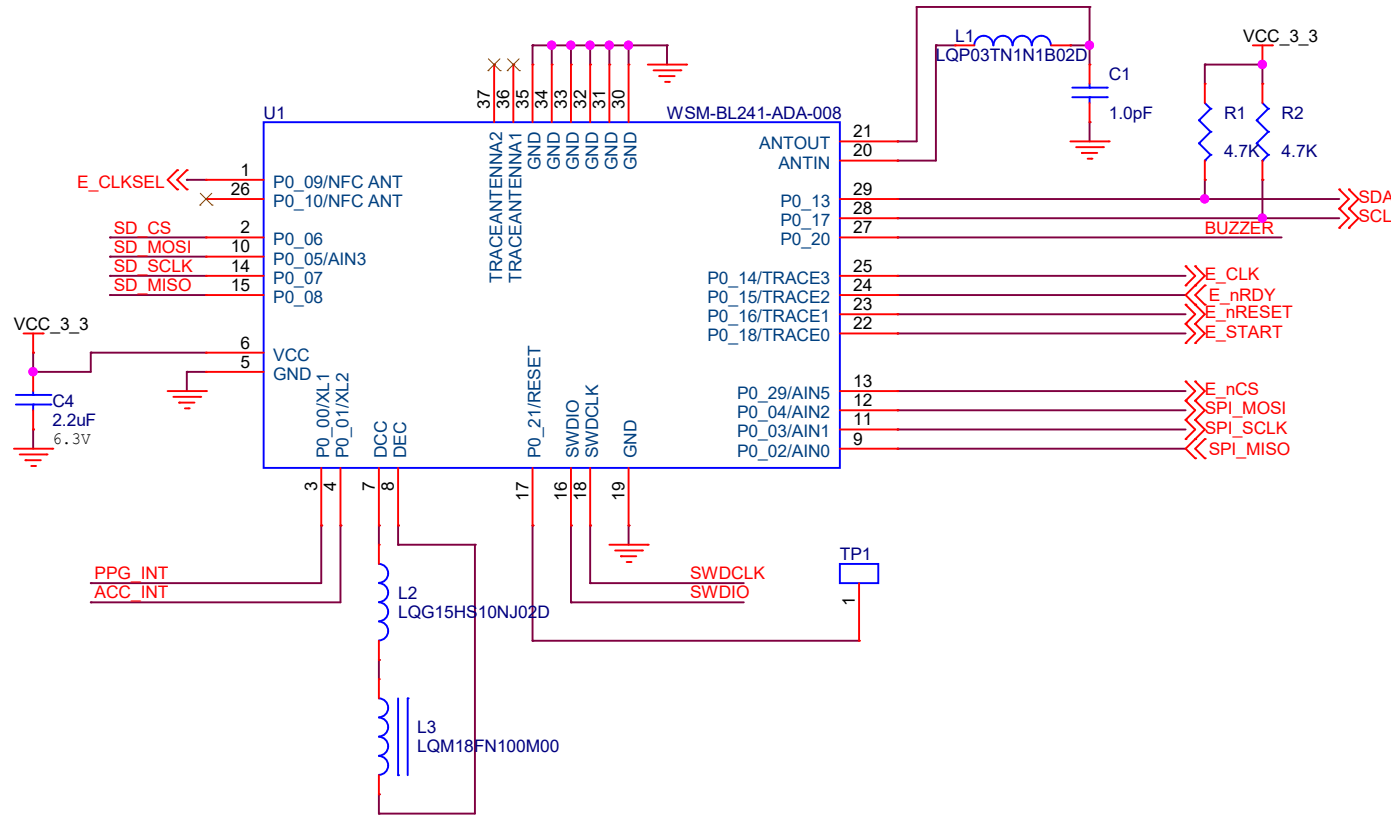 L1
LQP03TN1N1B02D
VCC_3_3
C1
1.0pF
R1
4.7K
R2
4.7K
U1
WSM-BL241-ADA-008
37
36
35
34
33
32
31
30
TRACEANTENNA2
TRACEANTENNA1
GND
GND
GND
GND
GND
GND
E_CLKSEL
1
P0_09/NFC ANT
26
P0_10/NFC ANT
SD_CS
2
P0_06
SD_MOSI
10
P0_05/AIN3
SD_SCLK
14
P0_07
SD_MISO
15
P0_08
VCC_3_3
6
VCC
5
GND
C4
2.2uF
6.3V
21
ANTOUT
20
ANTIN
29
P0_13
SDA
28
P0_17
SCL
27
P0_20
BUZZER
25
P0_14/TRACE3
E_CLK
24
P0_15/TRACE2
E_nRDY
23
P0_16/TRACE1
E_nRESET
22
P0_18/TRACE0
E_START
13
P0_29/AIN5
E_nCS
12
P0_04/AIN2
SPI_MOSI
11
P0_03/AIN1
SPI_SCLK
9
P0_02/AIN0
SPI_MISO
P0_00/XL1
P0_01/XL2
DCC
DEC
P0_21/RESET
SWDIO
SWDCLK
GND
3
4
7
8
17
16
18
19
PPG_INT
ACC_INT
L2
LQG15HS10NJ02D
L3
LQM18FN100M00
SWDCLK
SWDIO
TP1
1